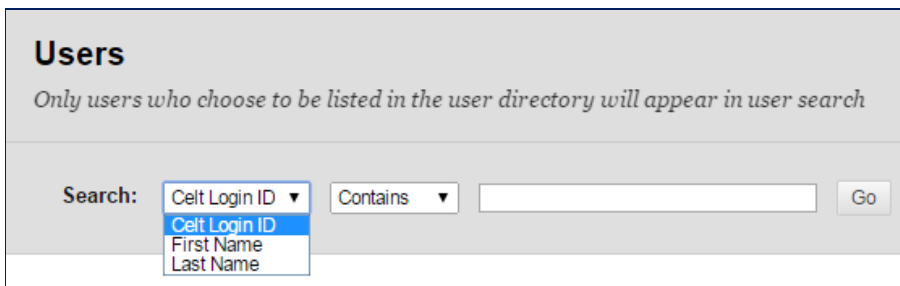 Users
Only users who choose to be listed in the user directory will appear in user search
Search: Celt Login ID Contains Go
Celt Login ID
First Name
Last Name